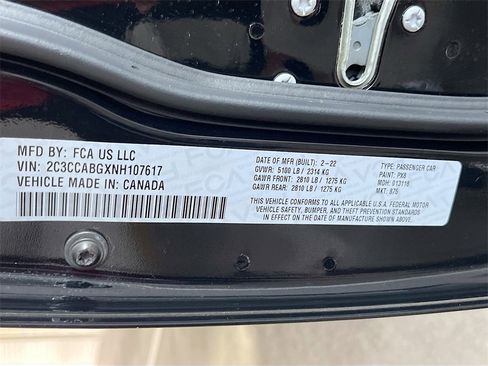 MFD BY: FCA US LLC
VIN: 2C3CCABGXNH107617
VEHICLE MADE IN: CANADA
DATE OF MFR (BUILT): 2-22
GVWR: 5100 LB / 2314 KG
GAWR FRONT: 2810 LB / 1275 KG
GAWR REAR: 2810 LB / 1275 KG
TYPE: PASSENGER CAR
PAINT: PX8
MDH: 013118
MKT: 875
THIS VEHICLE CONFORMS TO ALL APPLICABLE U.S.A. FEDERAL MOTOR
VEHICLE SAFETY, BUMPER, AND THEFT PREVENTION STANDARDS
IN EFFECT ON THE DATE OF MANUFACTURE SHOWN ABOVE.